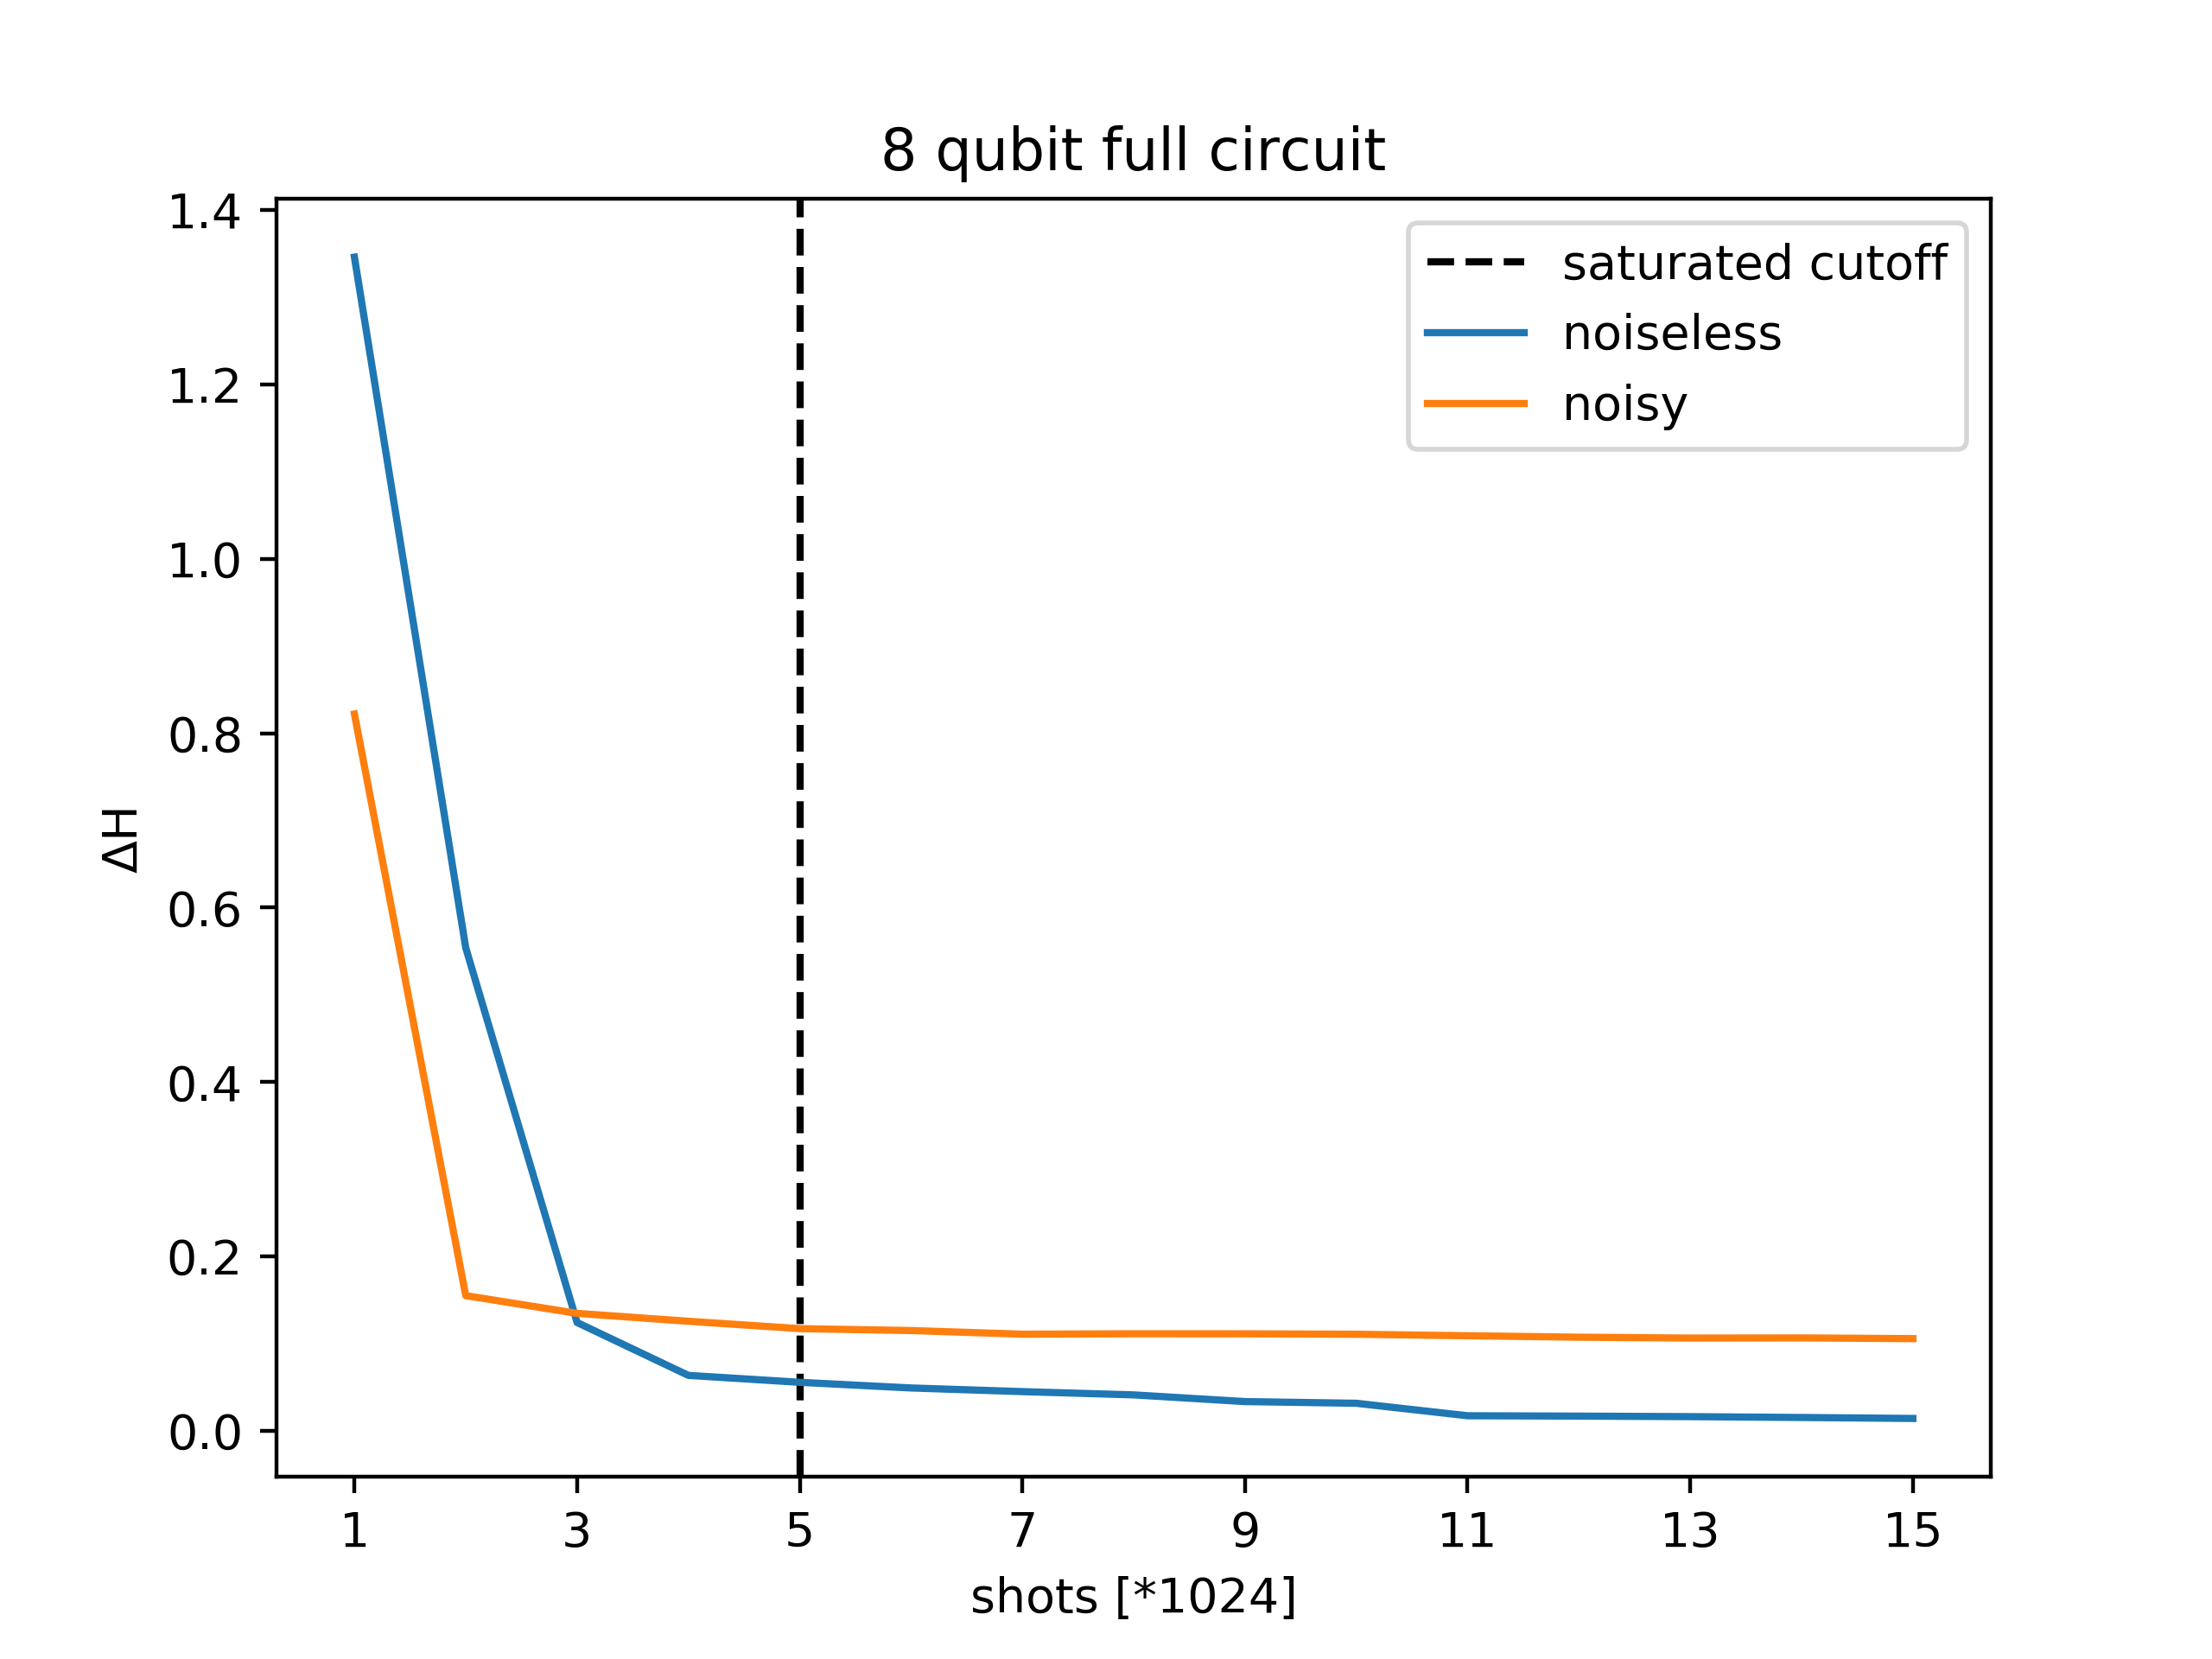 8 qubit full circuit
saturated cutoff
noiseless
noisy
1.4
1.2
1.0
0.8
0.6
0.4
0.2
0.0
ΔH
1 3 5 7 9 11 13 15
shots [*1024]